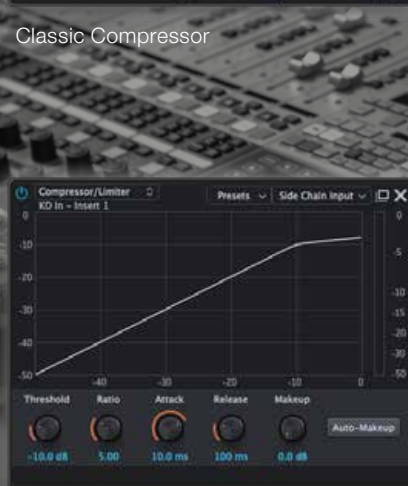 Classic Compressor
Compressor/Limiter Presets Side Chain Input
KD In - Insert 1
0 0
-10 -5
-20 -10
-30 -15
-40 -20
-30
-50 -40 -30 -20 -10 0 50
Threshold Ratio Attack Release Makeup
Auto-Makeup
-10.0 dB 5.00 10.0 ms 100 ms 0.0 dB